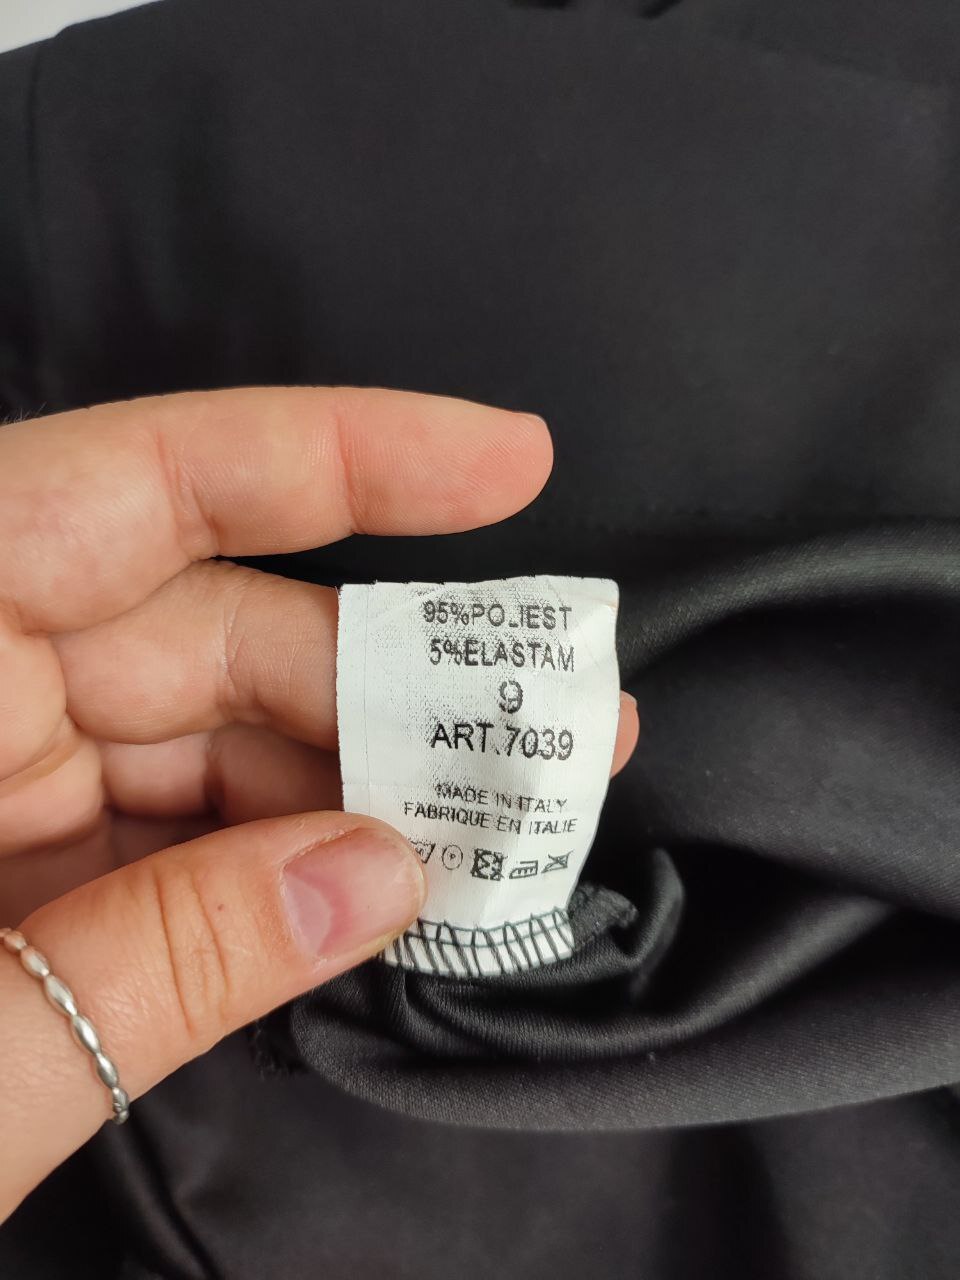 95%POLIEST
5%ELASTAM
9
ART.7039
MADE IN ITALY
FABRIQUE EN ITALIE